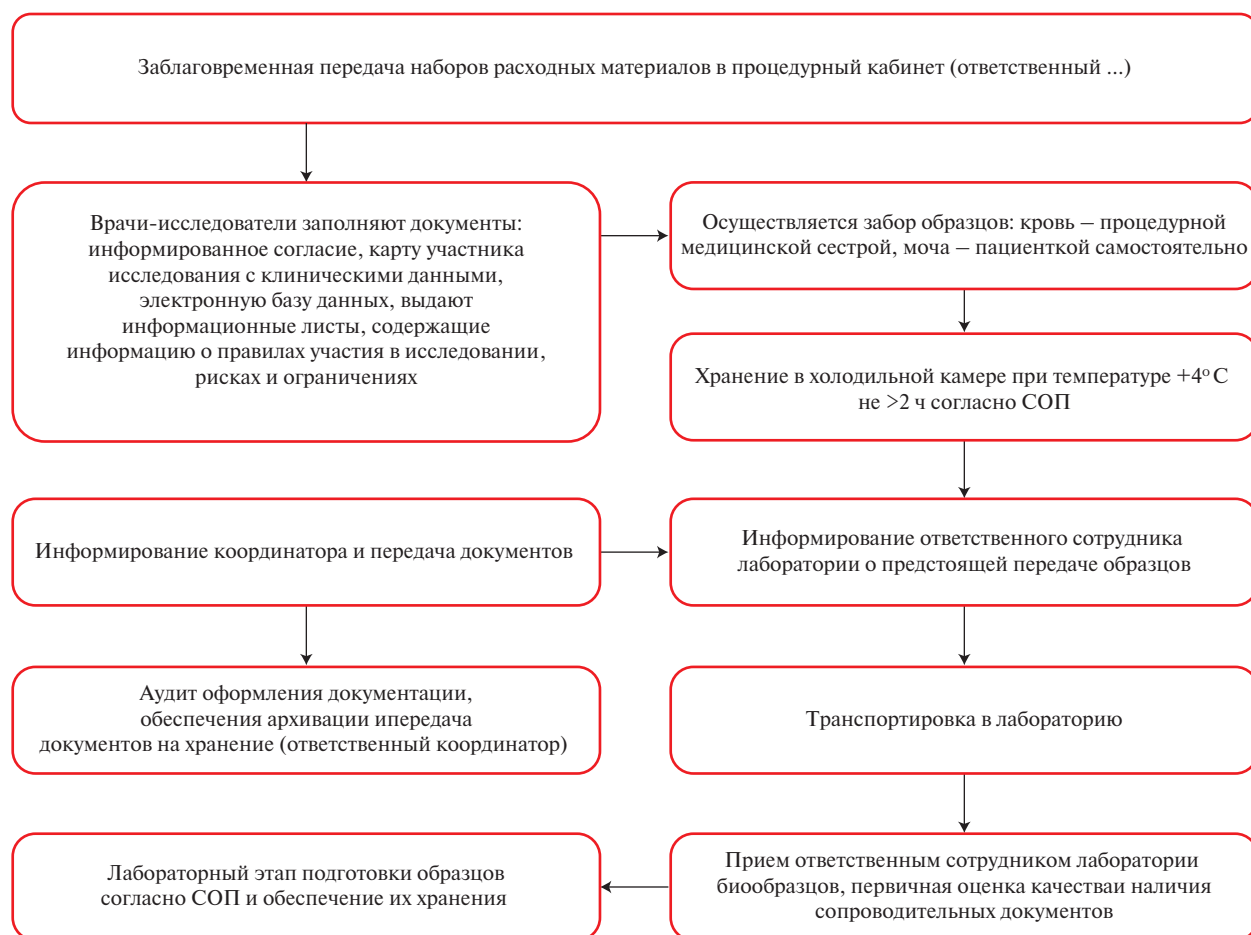 Заблаговременная передача наборов расходных материалов в процедурный кабинет (ответственный ...)
Врачи-исследователи заполняют документы:
информированное согласие, карту участника
исследования с клиническими данными,
электронную базу данных, выдают
информационные листы, содержащие
информацию о правилах участия в исследовании,
рисках и ограничениях
Осуществляется забор образцов: кровь – процедурной
медицинской сестрой, моча – пациенткой самостоятельно
Хранение в холодильной камере при температуре +4° С
не >2 ч согласно СОП
Информирование координатора и передача документов
Информирование ответственного сотрудника
лаборатории о предстоящей передаче образцов
Аудит оформления документации,
обеспечения архивации ипередача
документов на хранение (ответственный координатор)
Транспортировка в лабораторию
Лабораторный этап подготовки образцов
согласно СОП и обеспечение их хранения
Прием ответственным сотрудником лаборатории
биообразцов, первичная оценка качестваи наличия
сопроводительных документов